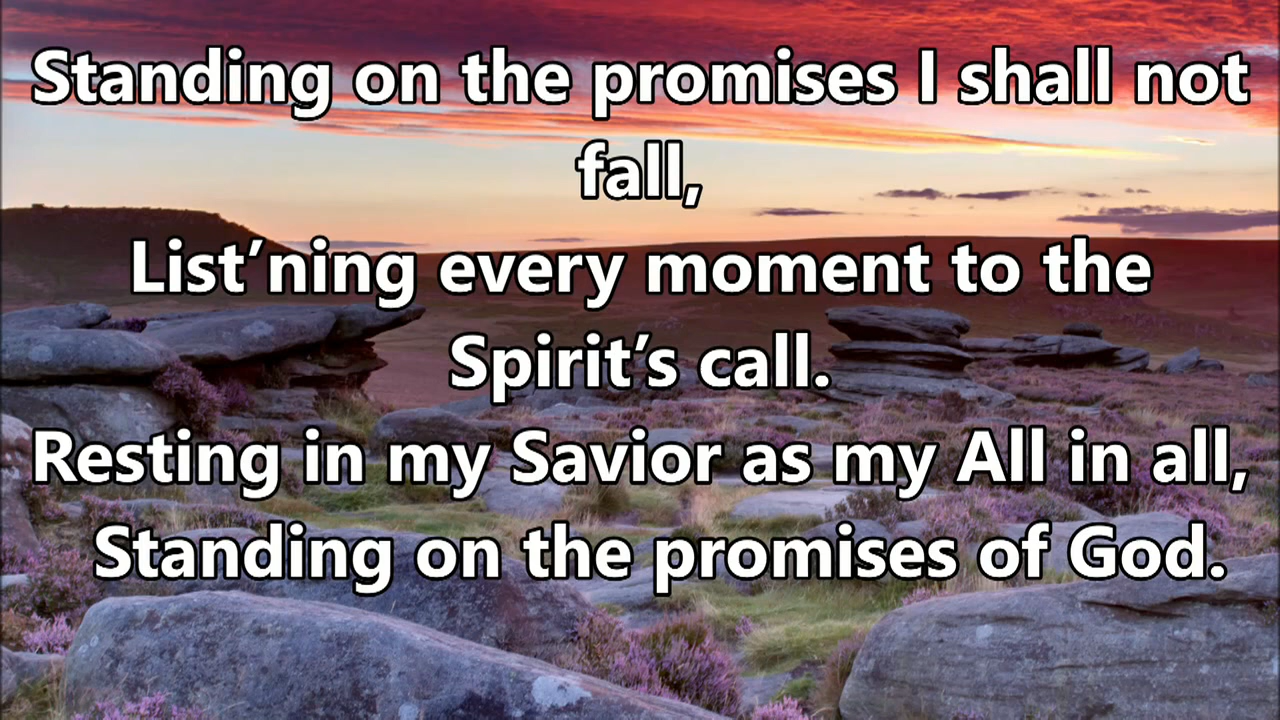 Standing on the promises I shall not
fall,
List’ning every moment to the
Spirit’s call.
Resting in my Savior as my All in all,
Standing on the promises of God.